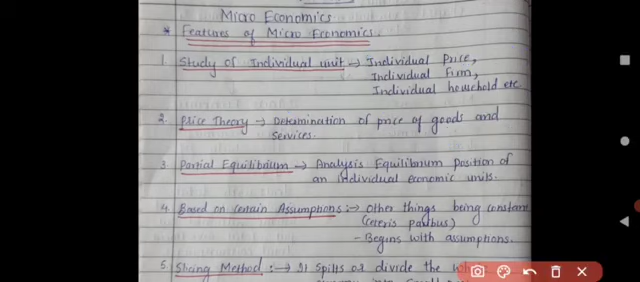 Micro Economics
* Features of Micro Economics.
1. Study of Individual unit → Individual Price,
Individual Firm,
Individual household etc.
2. Price Theory → Determination of price of goods and
services.
3. Partial Equilibrium → Analysis Equilibrium position of
an individual economic units.
4. Based on Certain Assumptions :→ Other things being constant
(ceteris paribus)
- Begins with assumptions.
5. Slicing Method :→ It splits or divide the